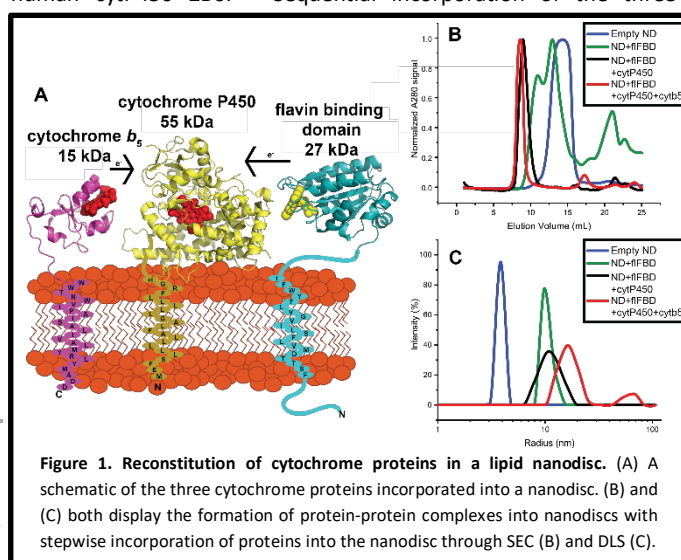 human cytP450 2B6. Sequential incorporation of the three
A
cytochrome P450
55 kDa
cytochrome b5
15 kDa
flavin binding
domain
27 kDa
e-
e-
C
N
N
B
Normalized A280 signal
1.0
0.8
0.6
0.4
0.2
0.0
0 5 10 15 20 25
Elution Volume (mL)
Empty ND
ND+flFBD
ND+flFBD
+cytP450
ND+flFBD
+cytP450+cytb5
C
Intensity (%)
100
80
60
40
20
0
1 10 100
Radius (nm)
Empty ND
ND+flFBD
ND+flFBD
+cytP450
ND+flFBD
+cytP450+cytb5
Figure 1. Reconstitution of cytochrome proteins in a lipid nanodisc. (A) A
schematic of the three cytochrome proteins incorporated into a nanodisc. (B) and
(C) both display the formation of protein-protein complexes into nanodiscs with
stepwise incorporation of proteins into the nanodisc through SEC (B) and DLS (C).